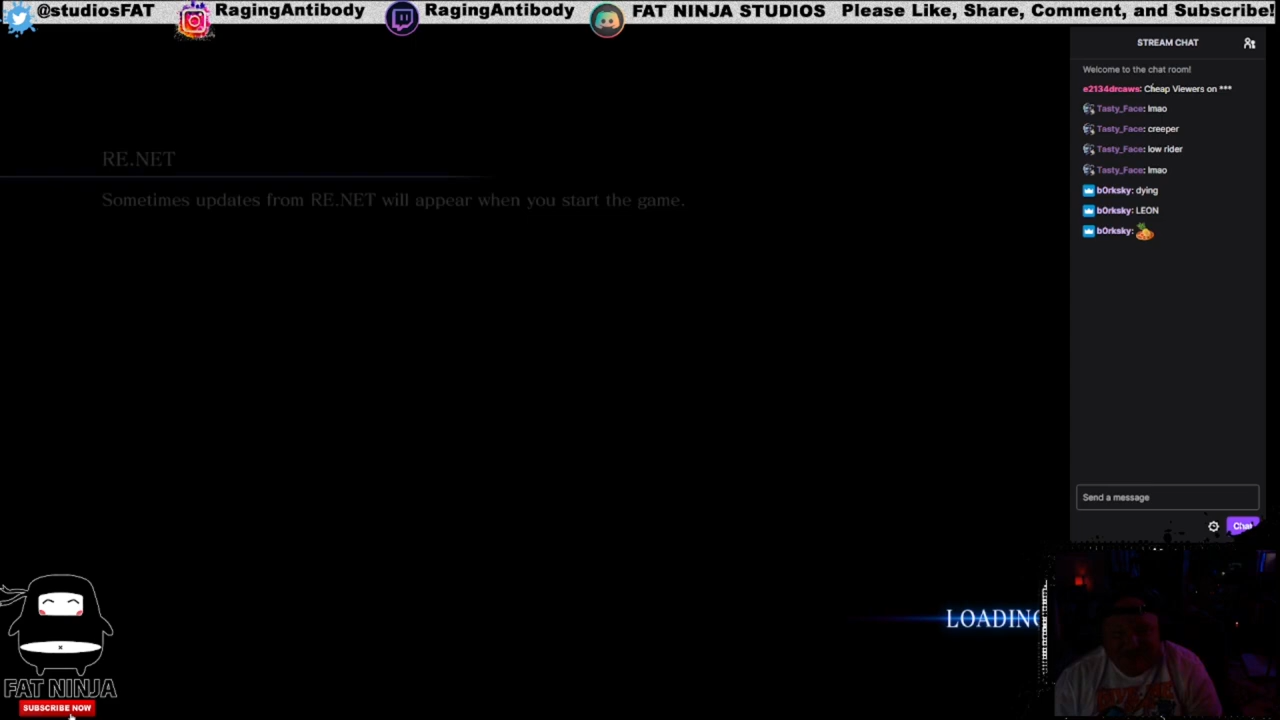 @studiosFAT RagingAntibody RagingAntibody FAT NINJA STUDIOS Please Like, Share, Comment, and Subscribe!
STREAM CHAT
Welcome to the chat room!
e2134drcaws: Cheap Viewers on ***
Tasty_Face: lmao
Tasty_Face: creeper
Tasty_Face: low rider
Tasty_Face: lmao
b0rksky: dying
b0rksky: LEON
b0rksky:
RE.NET
Sometimes updates from RE.NET will appear when you start the game.
Send a message
Chat
LOADING
FAT NINJA
SUBSCRIBE NOW